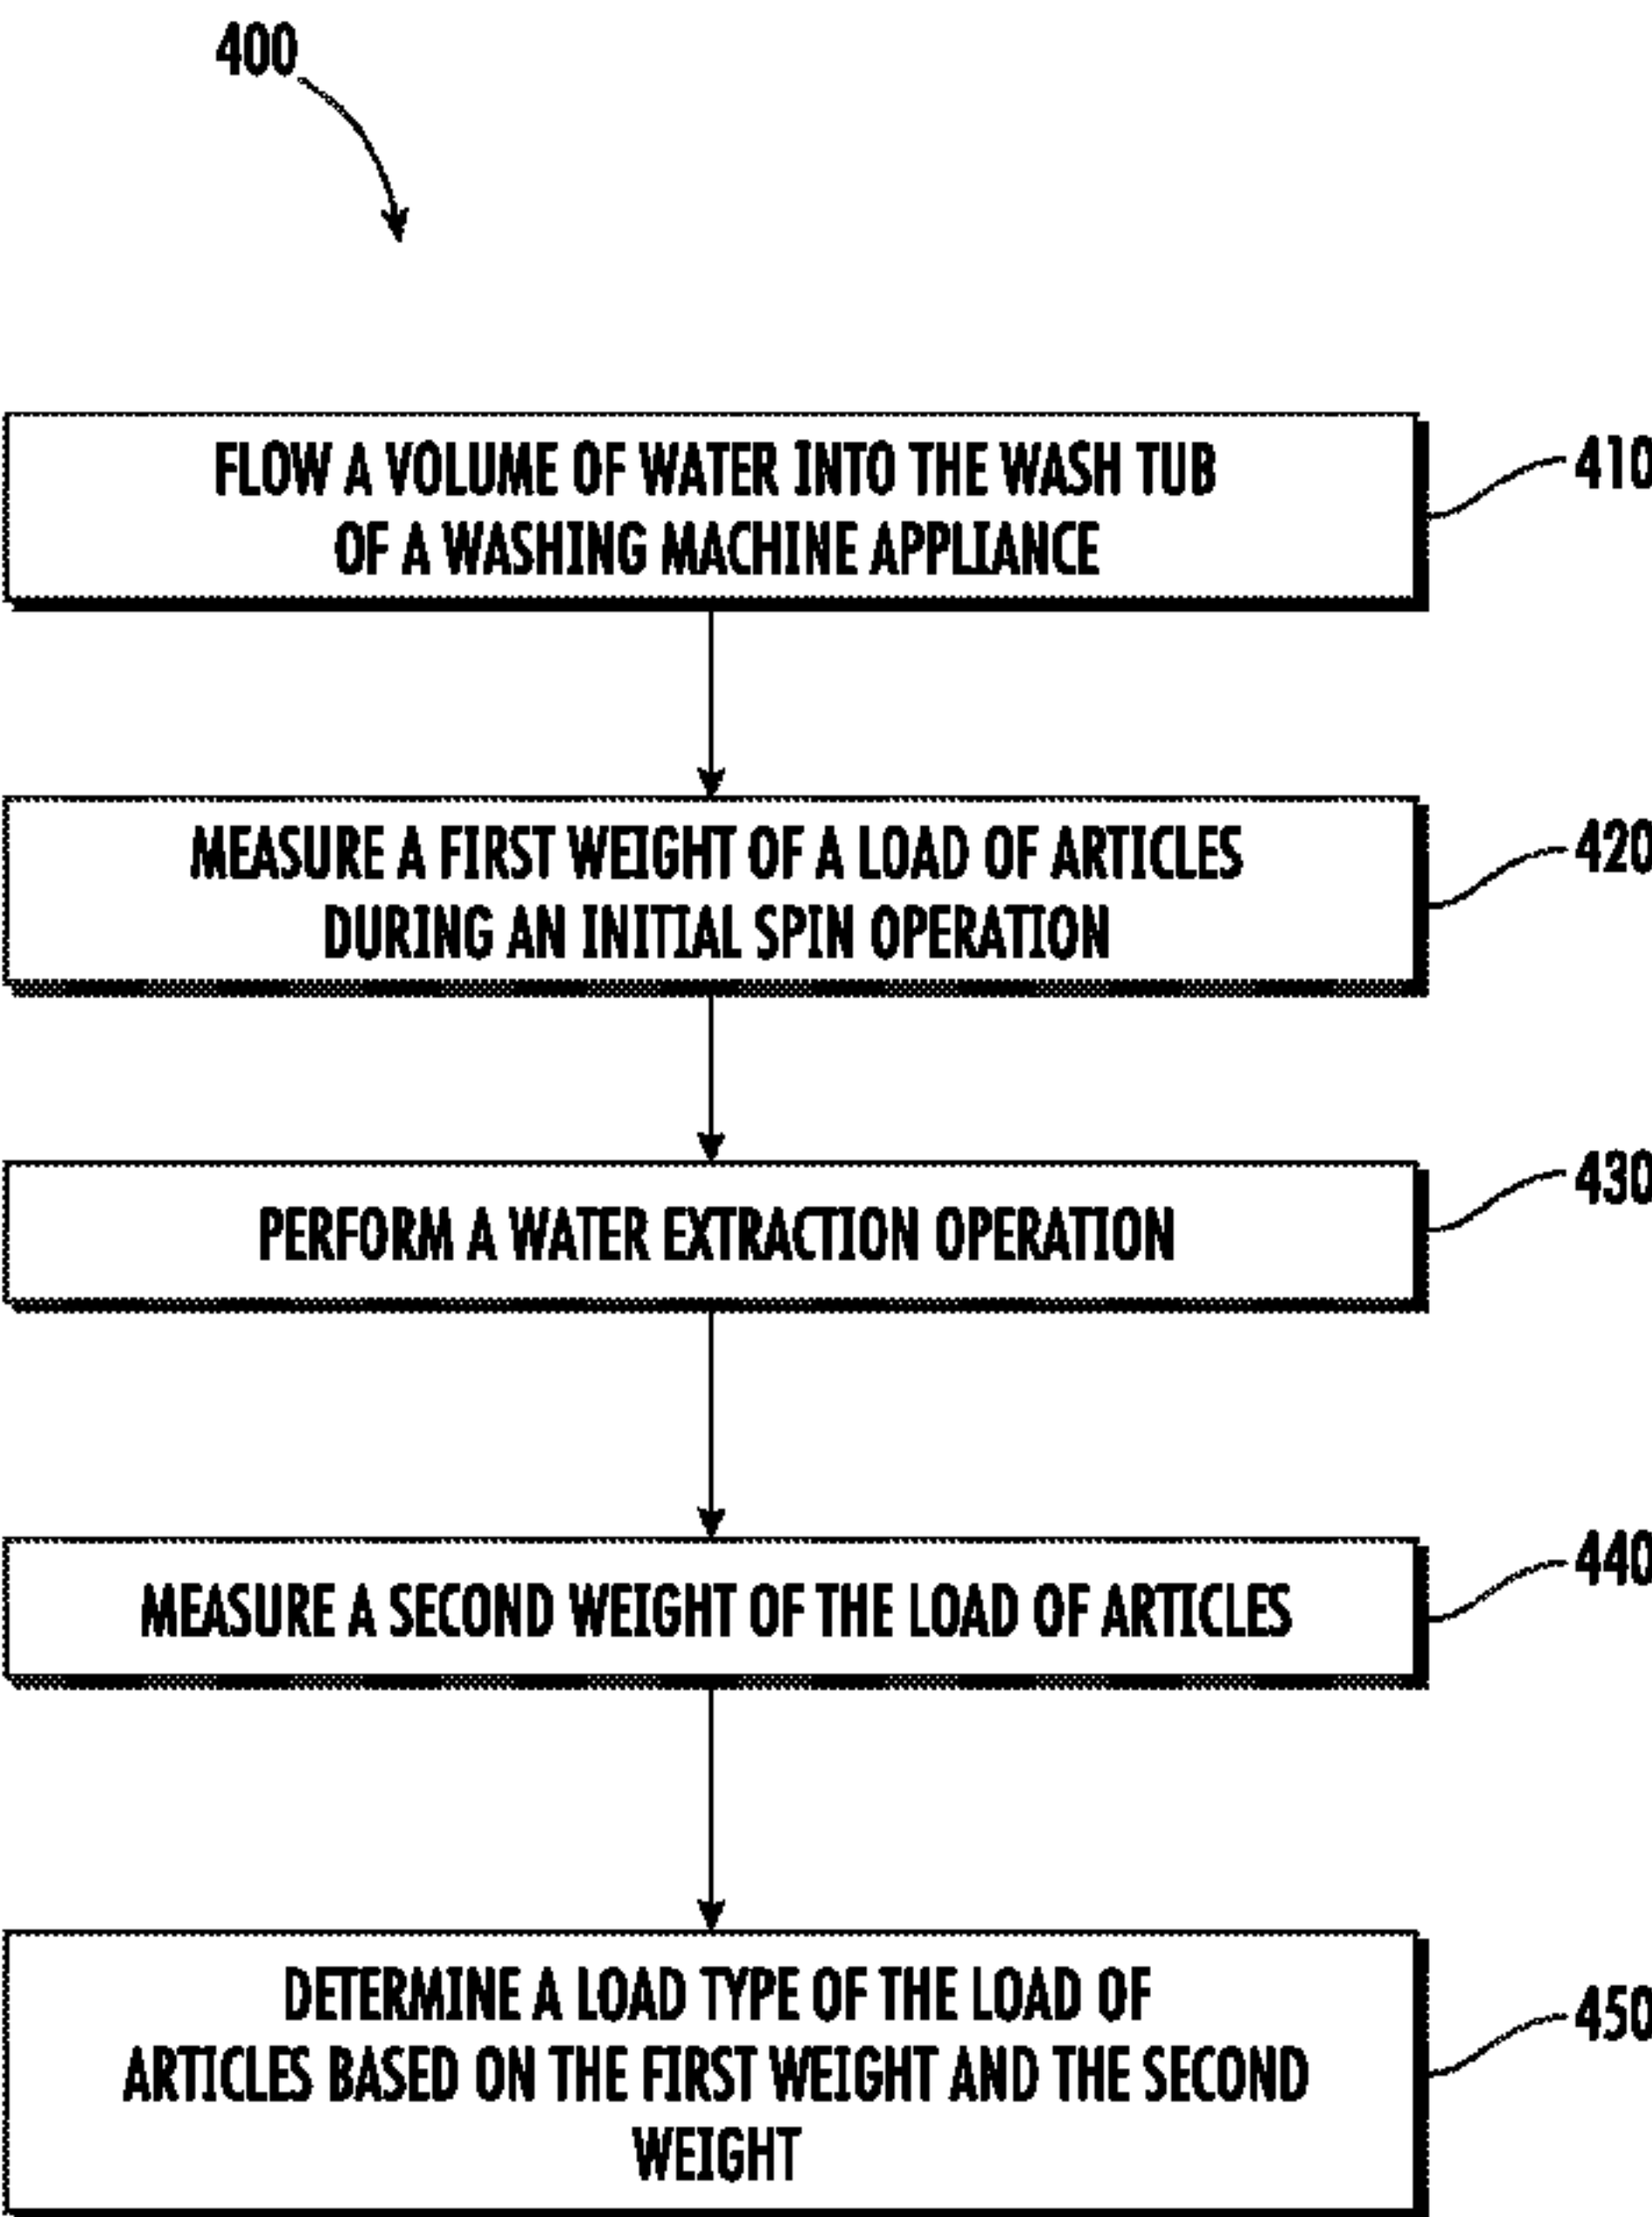 400
FLOW A VOLUME OF WATER INTO THE WASH TUB
OF A WASHING MACHINE APPLIANCE
410
MEASURE A FIRST WEIGHT OF A LOAD OF ARTICLES
DURING AN INITIAL SPIN OPERATION
420
PERFORM A WATER EXTRACTION OPERATION
430
MEASURE A SECOND WEIGHT OF THE LOAD OF ARTICLES
440
DETERMINE A LOAD TYPE OF THE LOAD OF
ARTICLES BASED ON THE FIRST WEIGHT AND THE SECOND
WEIGHT
450